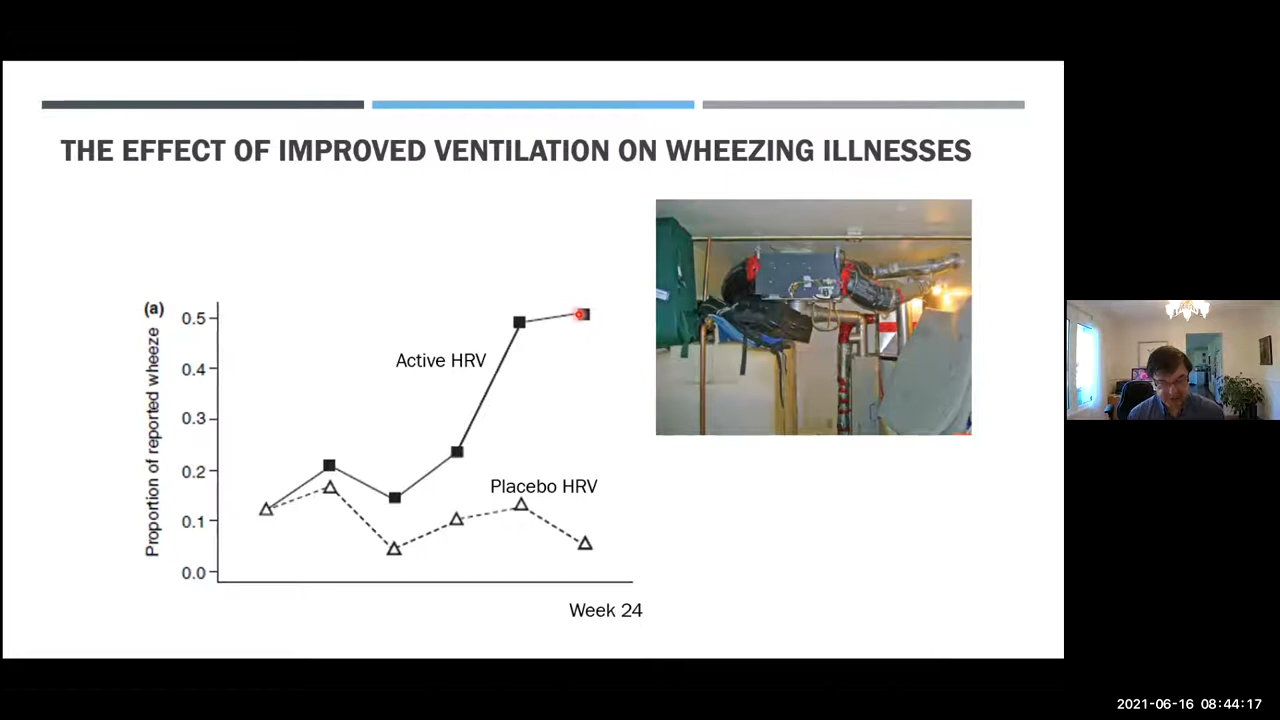 THE EFFECT OF IMPROVED VENTILATION ON WHEEZING ILLNESSES
(a)
Proportion of reported wheeze
0.5
0.4
0.3
0.2
0.1
0.0
Active HRV
Placebo HRV
Week 24
2021-06-16 08:44:17